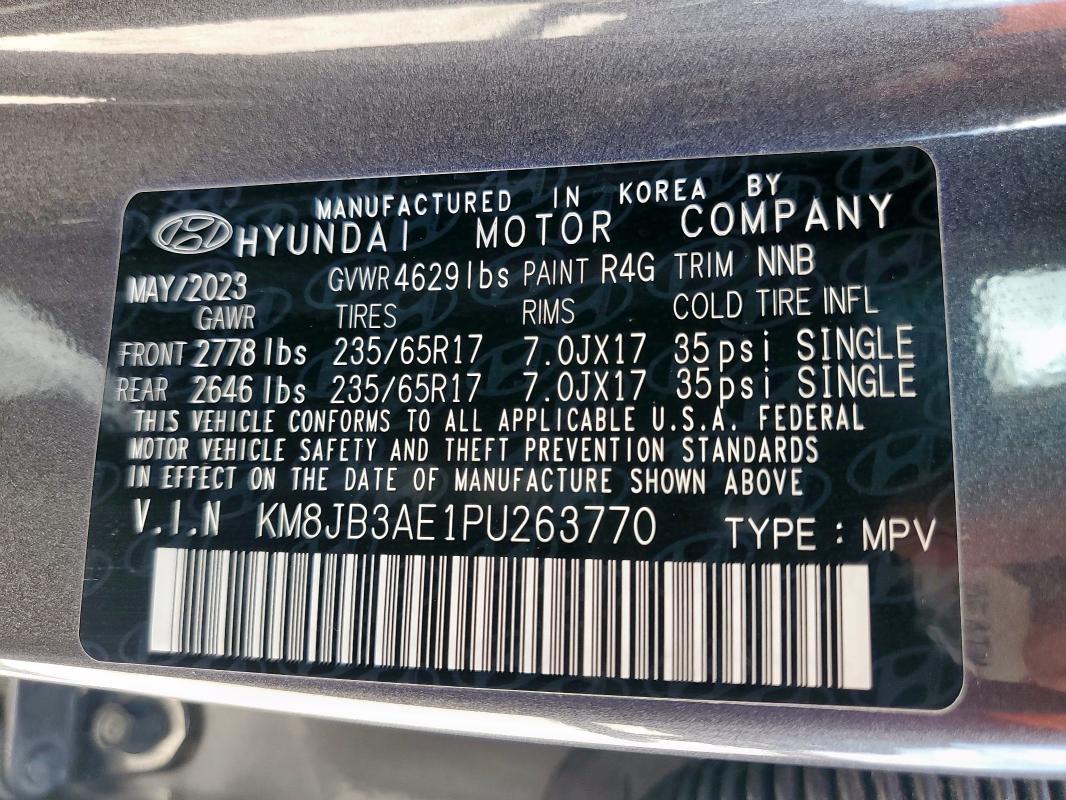 MANUFACTURED IN KOREA BY
HYUNDAI MOTOR COMPANY
MAY/2023 GVWR 4629lbs PAINT R4G TRIM NNB
GAWR TIRES RIMS COLD TIRE INFL
FRONT 2778 lbs 235/65R17 7.0JX17 35psi SINGLE
REAR 2646 lbs 235/65R17 7.0JX17 35psi SINGLE
THIS VEHICLE CONFORMS TO ALL APPLICABLE U.S.A. FEDERAL
MOTOR VEHICLE SAFETY AND THEFT PREVENTION STANDARDS
IN EFFECT ON THE DATE OF MANUFACTURE SHOWN ABOVE
V.I.N KM8JB3AE1PU263770 TYPE : MPV